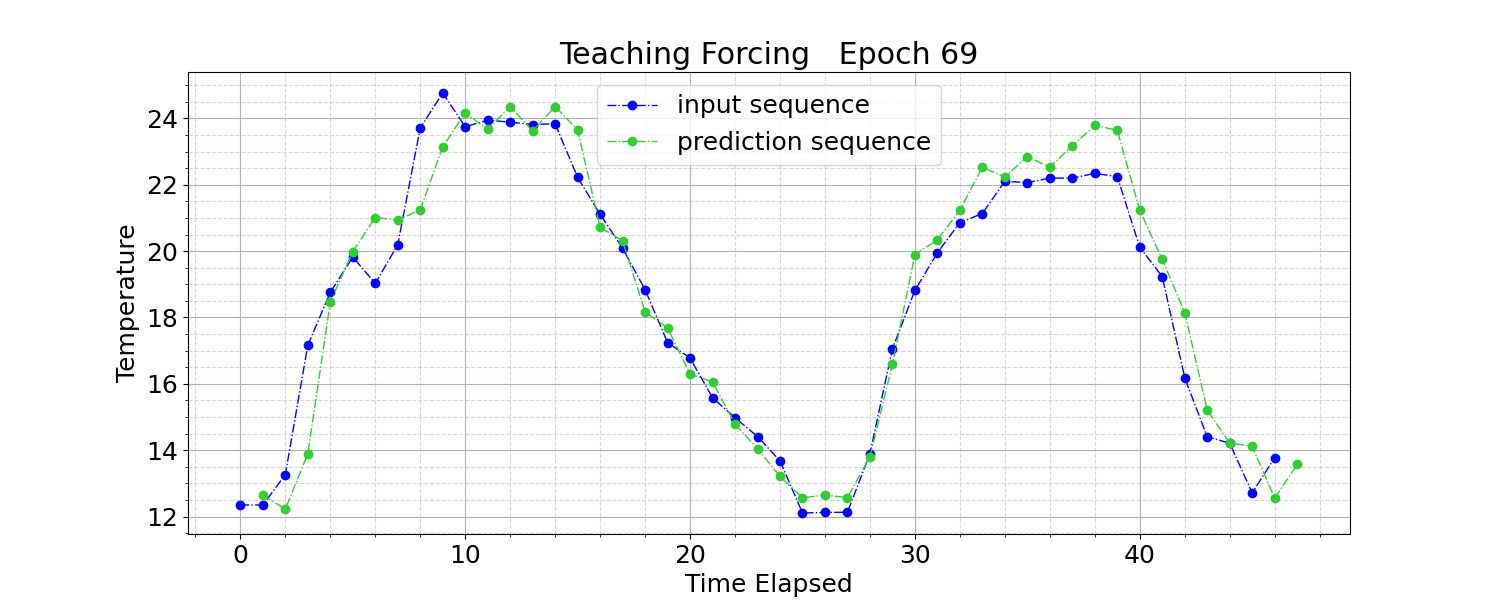 Teaching Forcing   Epoch 69
input sequence
prediction sequence
Temperature
24
22
20
18
16
14
12
0 10 20 30 40
Time Elapsed